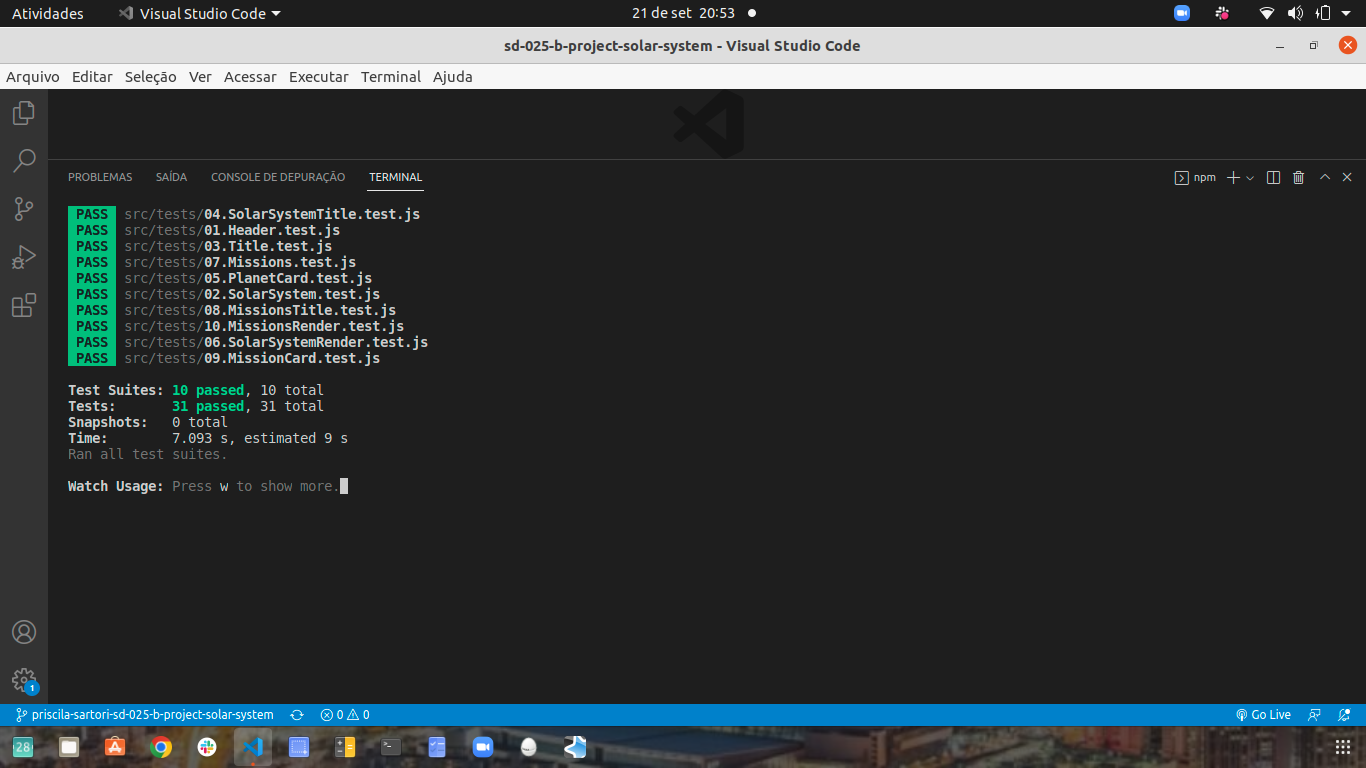 Atividades Visual Studio Code 21 de set 20:53
sd-025-b-project-solar-system - Visual Studio Code
Arquivo Editar Seleção Ver Acessar Executar Terminal Ajuda
PROBLEMAS SAÍDA CONSOLE DE DEPURAÇÃO TERMINAL npm
PASS src/tests/04.SolarSystemTitle.test.js
PASS src/tests/01.Header.test.js
PASS src/tests/03.Title.test.js
PASS src/tests/07.Missions.test.js
PASS src/tests/05.PlanetCard.test.js
PASS src/tests/02.SolarSystem.test.js
PASS src/tests/08.MissionsTitle.test.js
PASS src/tests/10.MissionsRender.test.js
PASS src/tests/06.SolarSystemRender.test.js
PASS src/tests/09.MissionCard.test.js
Test Suites: 10 passed, 10 total
Tests: 31 passed, 31 total
Snapshots: 0 total
Time: 7.093 s, estimated 9 s
Ran all test suites.
Watch Usage: Press w to show more.
1
priscila-sartori-sd-025-b-project-solar-system 0 0 Go Live
28